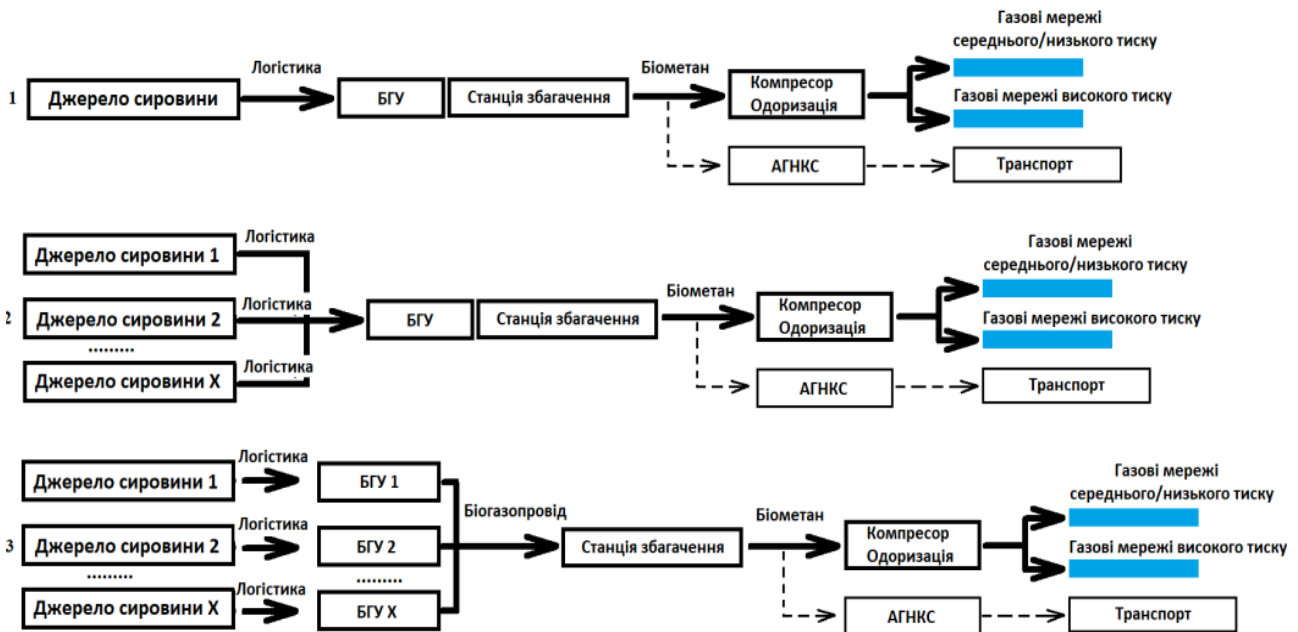 Газові мережі
середнього/низького тиску
Логістика
Біометан
1
Джерело сировини
БГУ
Станція збагачення
Компресор
Одоризація
Газові мережі високого тиску
АГНКС
Транспорт
Джерело сировини 1
Логістика
Газові мережі
середнього/низького тиску
2
Джерело сировини 2
Логістика
БГУ
Станція збагачення
Біометан
Компресор
Одоризація
Газові мережі високого тиску
.........
Джерело сировини X
Логістика
АГНКС
Транспорт
Джерело сировини 1
Логістика
БГУ 1
Газові мережі
середнього/низького тиску
3
Джерело сировини 2
Логістика
БГУ 2
Біогазопровід
Станція збагачення
Біометан
Компресор
Одоризація
Газові мережі високого тиску
.........
.........
Джерело сировини X
Логістика
БГУ X
АГНКС
Транспорт